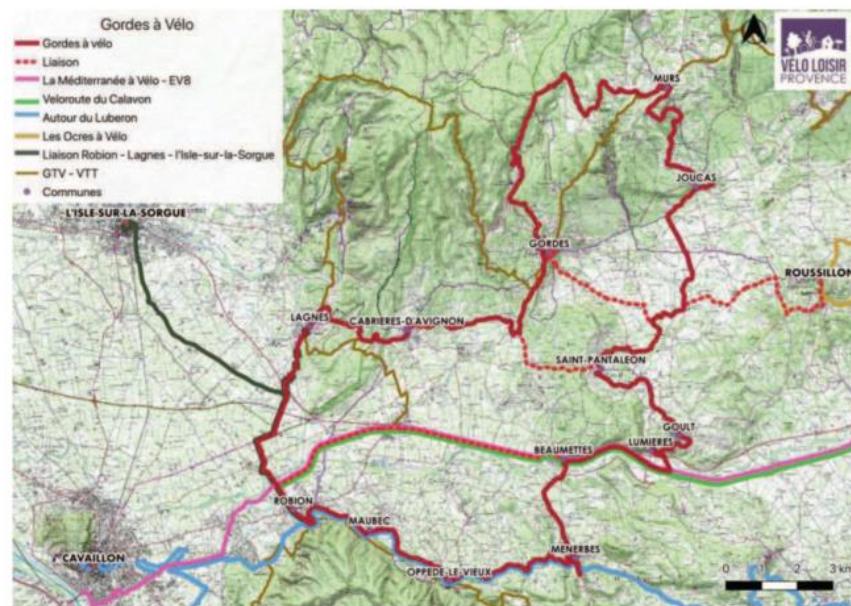 Gordes à Vélo
Gordes à vélo
Liaison
La Méditerranée à Vélo - EV8
Veloroute du Calavon
Autour du Luberon
Les Ocres à Vélo
Liaison Robion - Lagnes - l'Isle-sur-la-Sorgue
GTV - VTT
Communes
VELO LOISIR
PROVENCE
MURS
JOUCAS
L'ISLE-SUR-LA-SORGUE
GORDES
ROUSSILLON
LAGNES
CABRIERES-D'AVIGNON
SAINT-PANTALEON
GOULT
BEAUMETTES
LUMIERES
ROBION
MAUBEC
CAVAILLON
MENERBES
OPPEDE-LE-VIEUX
0 1 2 3 km